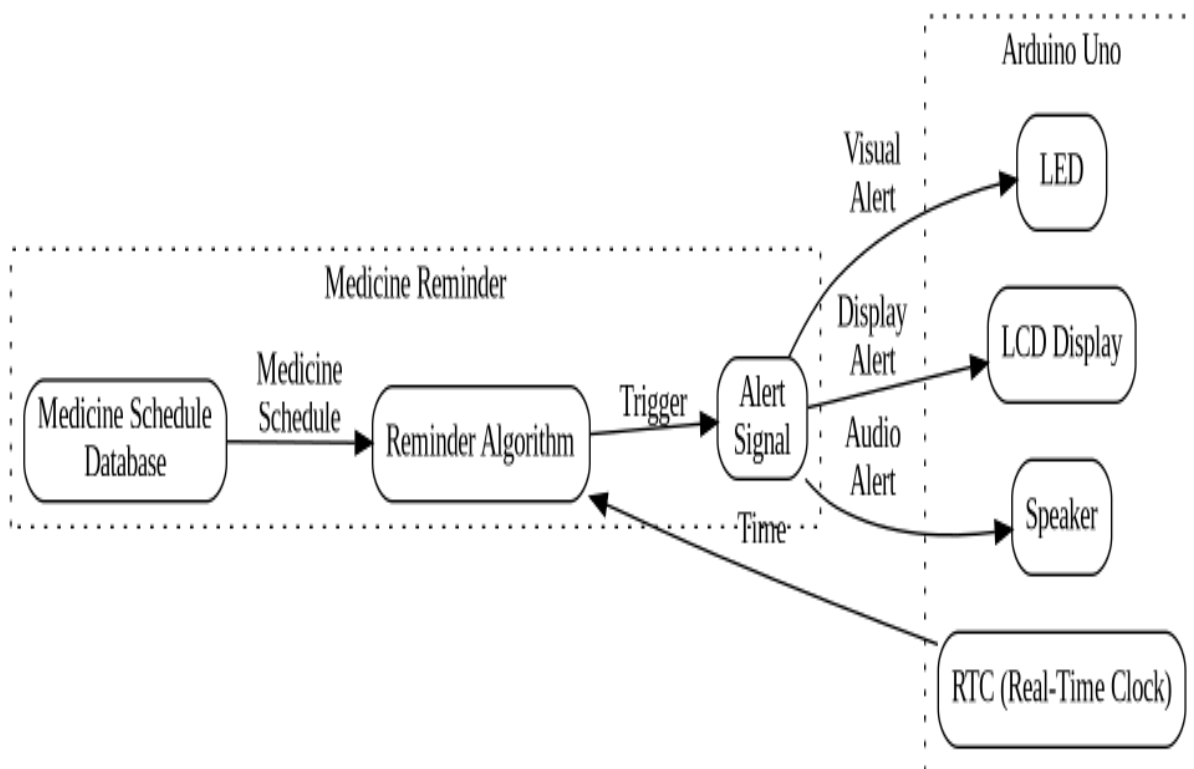 Arduino Uno
Visual
Alert
LED
Medicine Reminder
Display
Alert
LCD Display
Medicine
Schedule
Medicine Schedule
Database
Reminder Algorithm
Trigger
Alert
Signal
Audio
Alert
Speaker
Time
RTC (Real-Time Clock)